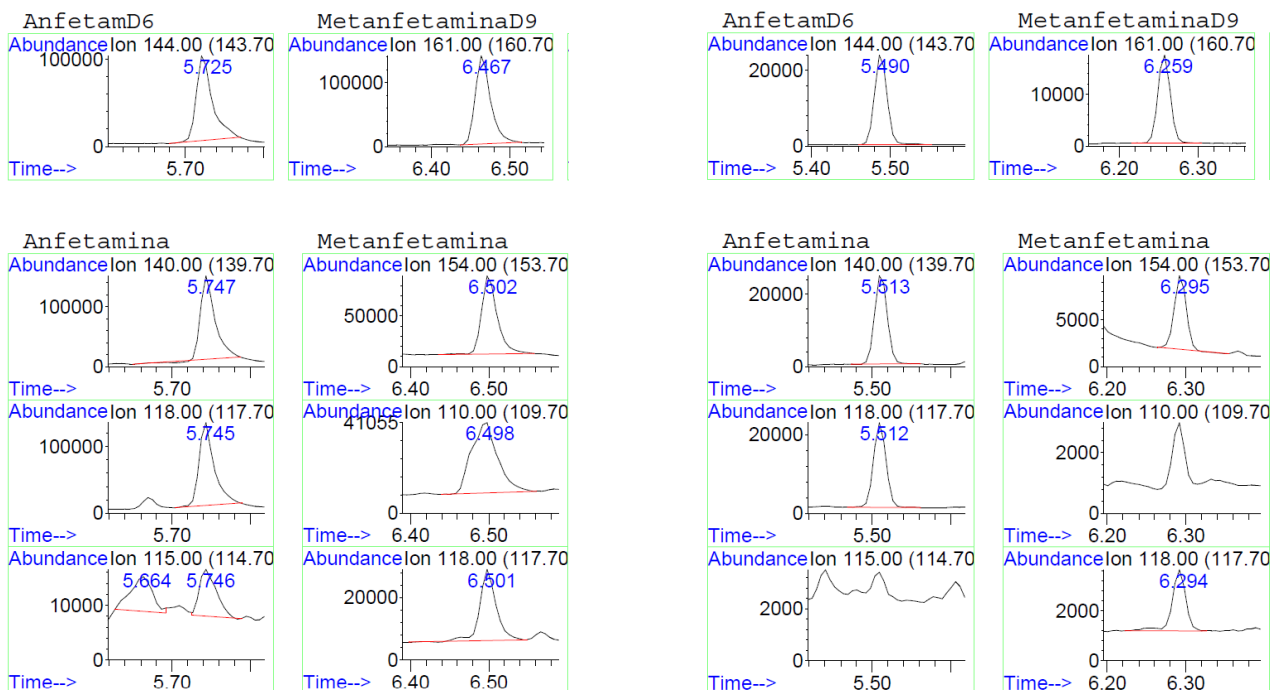 AnfetamD6 MetanfetaminaD9 AnfetamD6 MetanfetaminaD9
Abundance Ion 144.00 (143.70 Abundance Ion 161.00 (160.70 Abundance Ion 144.00 (143.70 Abundance Ion 161.00 (160.70
100000 5.725 6.467 20000 5.490 6.259
100000 10000
0 0 0 0
5.70 6.40 6.50 5.40 5.50 6.20 6.30
Time--> Time--> Time--> Time-->
Anfetamina Metanfetamina Anfetamina Metanfetamina
Abundance Ion 140.00 (139.70 Abundance Ion 154.00 (153.70 Abundance Ion 140.00 (139.70 Abundance Ion 154.00 (153.70
5.747 6.502 5.513 6.295
100000 50000 20000 5000
0 0 0 0
5.70 6.40 6.50 5.50 6.20 6.30
Time--> Time--> Time--> Time-->
Abundance Ion 118.00 (117.70 Abundance Ion 110.00 (109.70 Abundance Ion 118.00 (117.70 Abundance Ion 110.00 (109.70
5.745 41055 6.498 5.512
100000 20000 2000
0 0 0 0
5.70 6.40 6.50 5.50 6.20 6.30
Time--> Time--> Time--> Time-->
Abundance Ion 115.00 (114.70 Abundance Ion 118.00 (117.70 Abundance Ion 115.00 (114.70 Abundance Ion 118.00 (117.70
5.664 5.746 6.501 6.294
10000 20000 2000 2000
0 0 0 0
5.70 6.40 6.50 5.50 6.20 6.30
Time--> Time--> Time--> Time-->